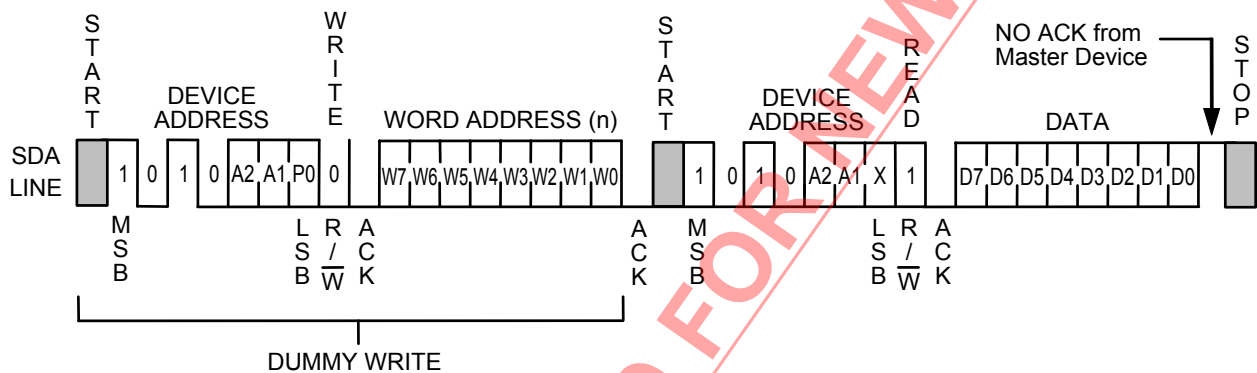 START
WRITE
START
READ
NO ACK from
Master Device
STOP
DEVICE
ADDRESS
WORD ADDRESS (n)
DEVICE
ADDRESS
DATA
SDA
LINE
1 0 1 0 A2 A1 P0 0 W7 W6 W5 W4 W3 W2 W1 W0 1 0 1 0 A2 A1 X 1 D7 D6 D5 D4 D3 D2 D1 D0
MSB
LSB
R/W
ACK
ACK
MSB
LSB
R/W
ACK
DUMMY WRITE
FOR NEW